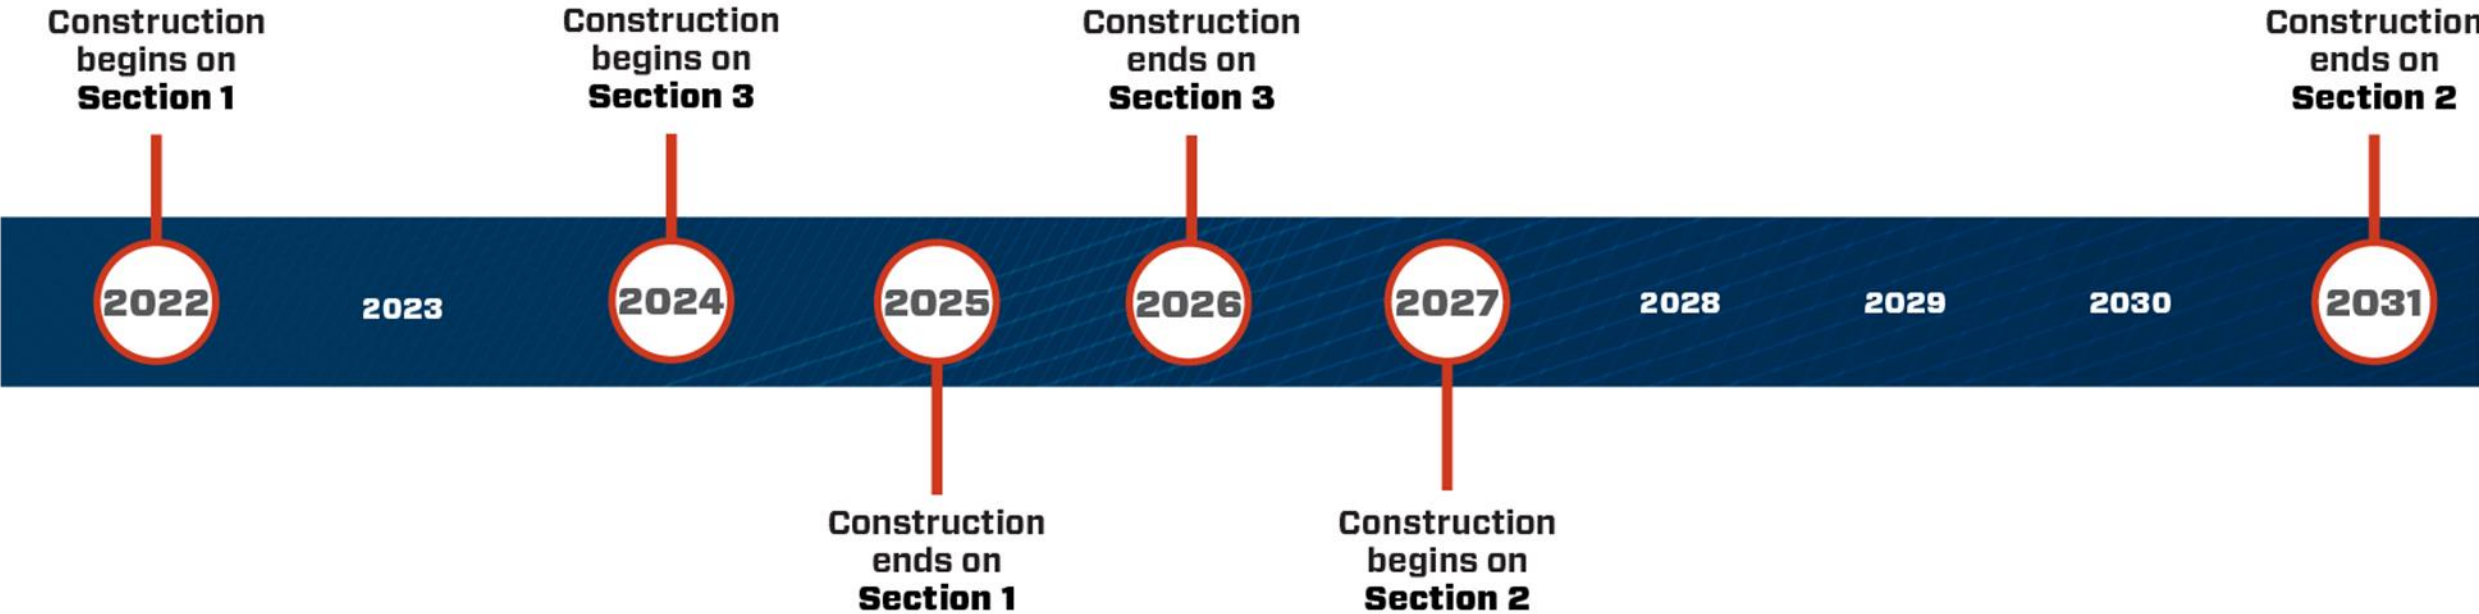 Construction
begins on
Section 1
Construction
begins on
Section 3
Construction
ends on
Section 3
Construction
ends on
Section 2
2022
2023
2024
2025
2026
2027
2028
2029
2030
2031
Construction
ends on
Section 1
Construction
begins on
Section 2